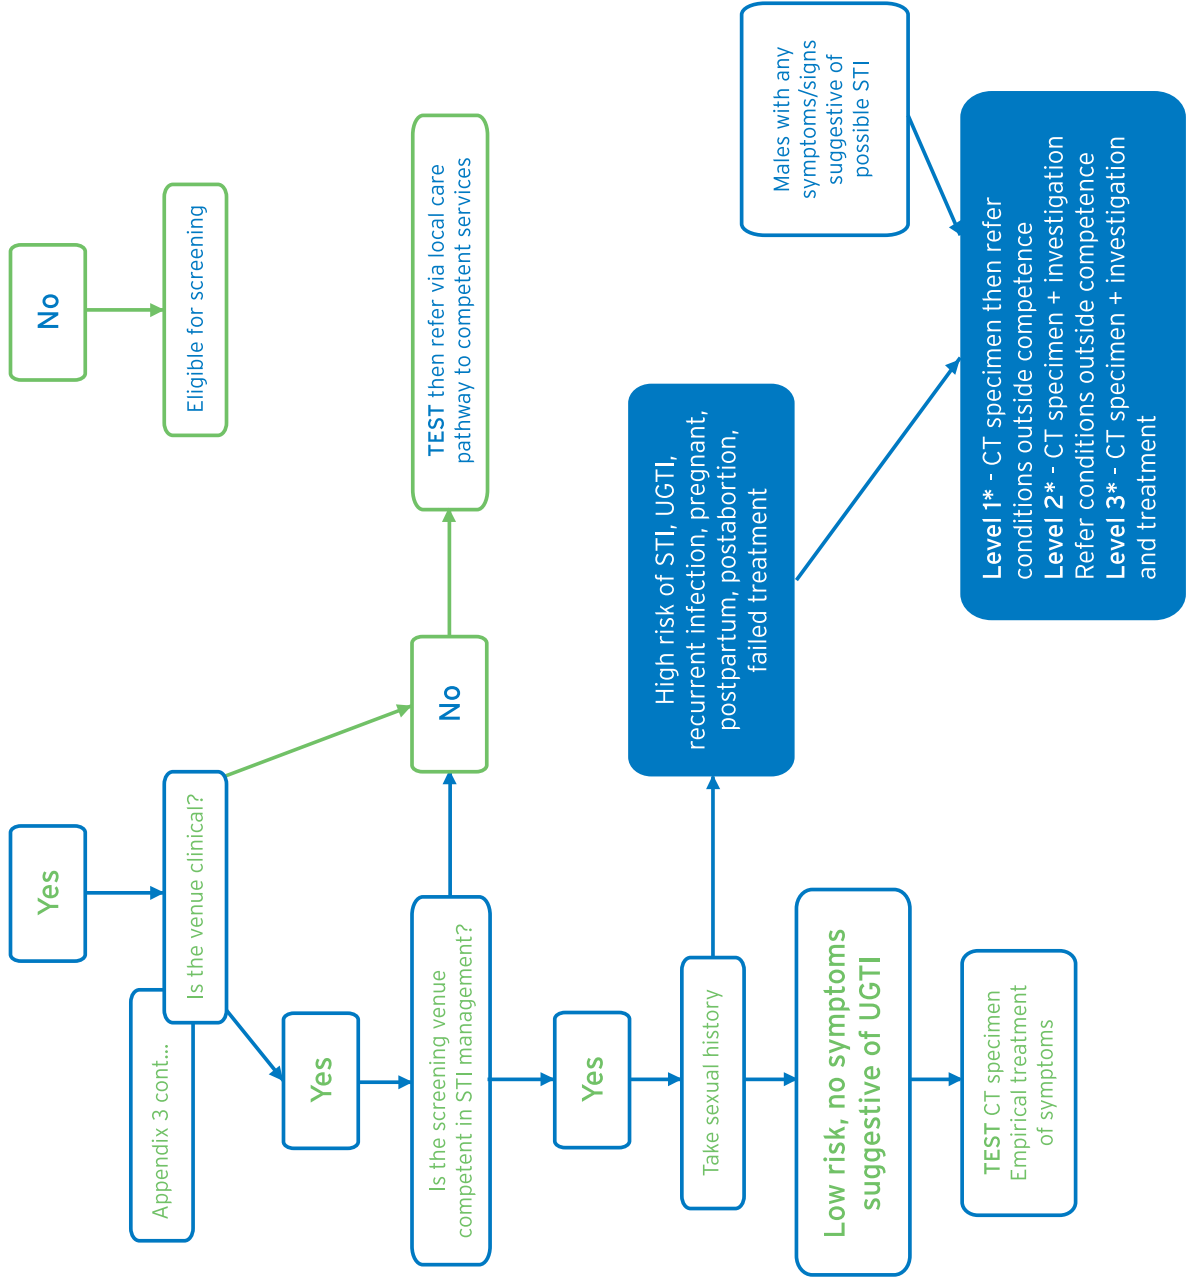 Yes
No
Appendix 3 cont...
Is the venue clinical?
Eligible for screening
Yes
Is the screening venue
competent in STI management?
No
TEST then refer via local care
pathway to competent services
Yes
Take sexual history
High risk of STI, UGTI,
recurrent infection, pregnant,
postpartum, postabortion,
failed treatment
Males with any
symptoms/signs
suggestive of
possible STI
Low risk, no symptoms
suggestive of UGTI
TEST CT specimen
Empirical treatment
of symptoms
Level 1* - CT specimen then refer
conditions outside competence
Level 2* - CT specimen + investigation
Refer conditions outside competence
Level 3* - CT specimen + investigation
and treatment